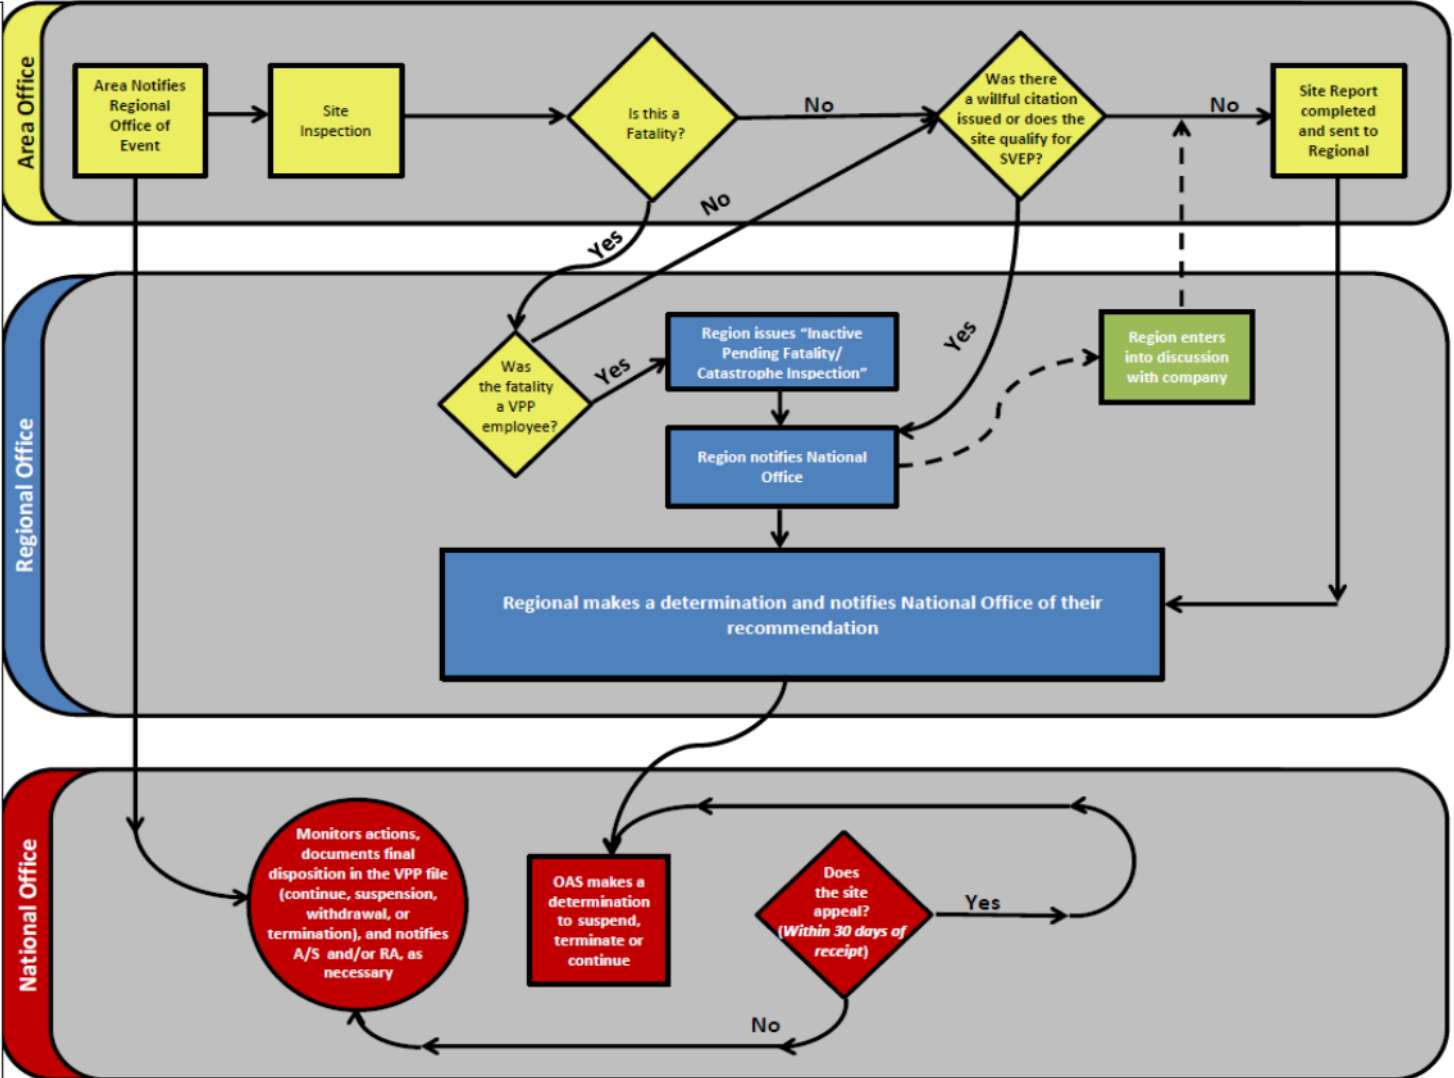 Area Office
Area Notifies
Regional
Office of
Event
Site
Inspection
Is this a
Fatality?
No
Was there
a willful citation
issued or does the
site qualify for
SVEP?
No
Site Report
completed
and sent to
Regional
Yes
No
Yes
Regional Office
Was
the fatality
a VPP
employee?
Yes
Region issues “Inactive
Pending Fatality/
Catastrophe Inspection”
Region notifies National
Office
Region enters
into discussion
with company
Regional makes a determination and notifies National Office of their
recommendation
National Office
Monitors actions,
documents final
disposition in the VPP file
(continue, suspension,
withdrawal, or
termination), and notifies
A/S and/or RA, as
necessary
OAS makes a
determination
to suspend,
terminate or
continue
Does
the site
appeal?
(Within 30 days of
receipt)
Yes
No